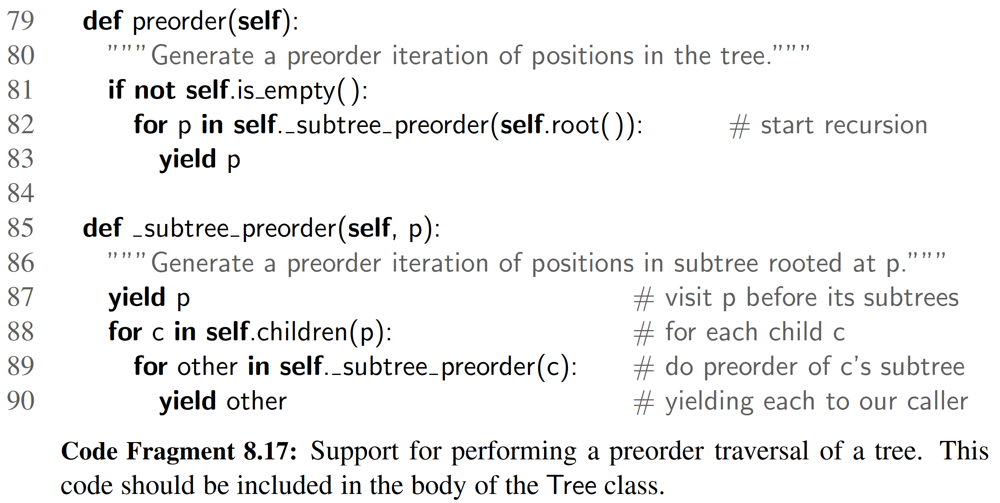 79 def preorder(self):
80 """Generate a preorder iteration of positions in the tree."""
81 if not self.is_empty():
82 for p in self._subtree_preorder(self.root()): # start recursion
83 yield p
84
85 def _subtree_preorder(self, p):
86 """Generate a preorder iteration of positions in subtree rooted at p."""
87 yield p # visit p before its subtrees
88 for c in self.children(p): # for each child c
89 for other in self._subtree_preorder(c): # do preorder of c's subtree
90 yield other # yielding each to our caller
Code Fragment 8.17: Support for performing a preorder traversal of a tree. This
code should be included in the body of the Tree class.